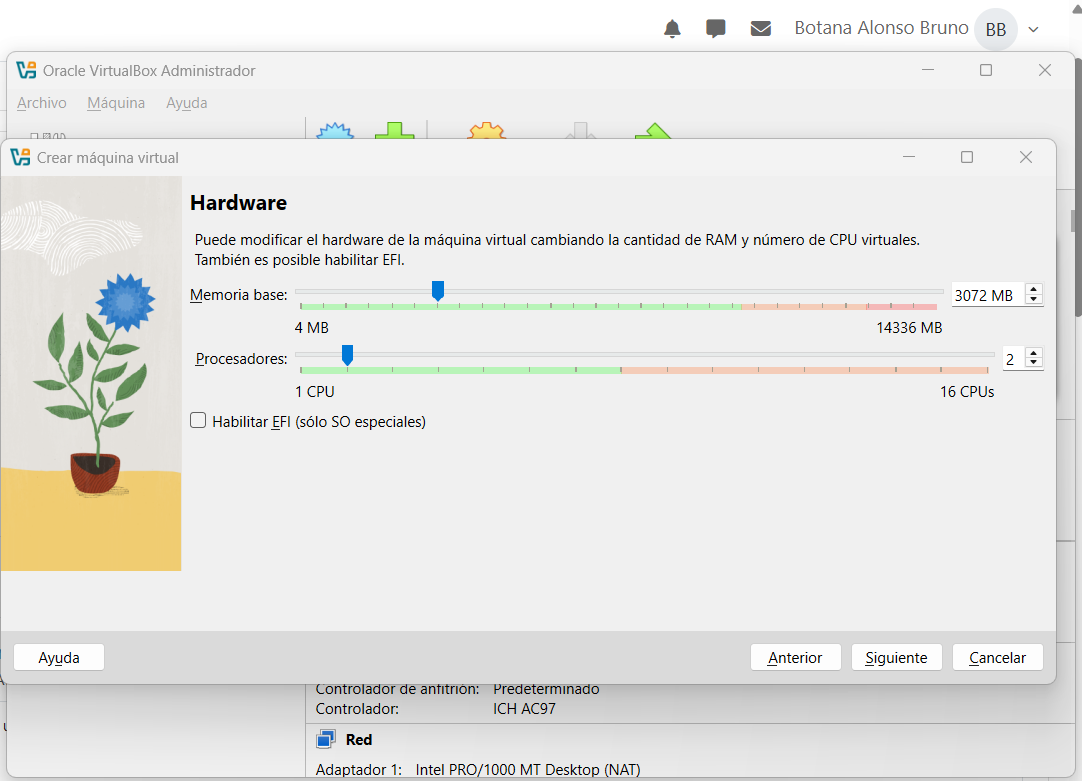 Botana Alonso Bruno BB
Oracle VirtualBox Administrador
Archivo Máquina Ayuda
Crear máquina virtual
Hardware
Puede modificar el hardware de la máquina virtual cambiando la cantidad de RAM y número de CPU virtuales.
También es posible habilitar EFI.
Memoria base: 3072 MB
4 MB 14336 MB
Procesadores: 2
1 CPU 16 CPUs
Habilitar EFI (sólo SO especiales)
Ayuda Anterior Siguiente Cancelar
Controlador de anfitrión: Predeterminado
Controlador: ICH AC97
Red
Adaptador 1: Intel PRO/1000 MT Desktop (NAT)